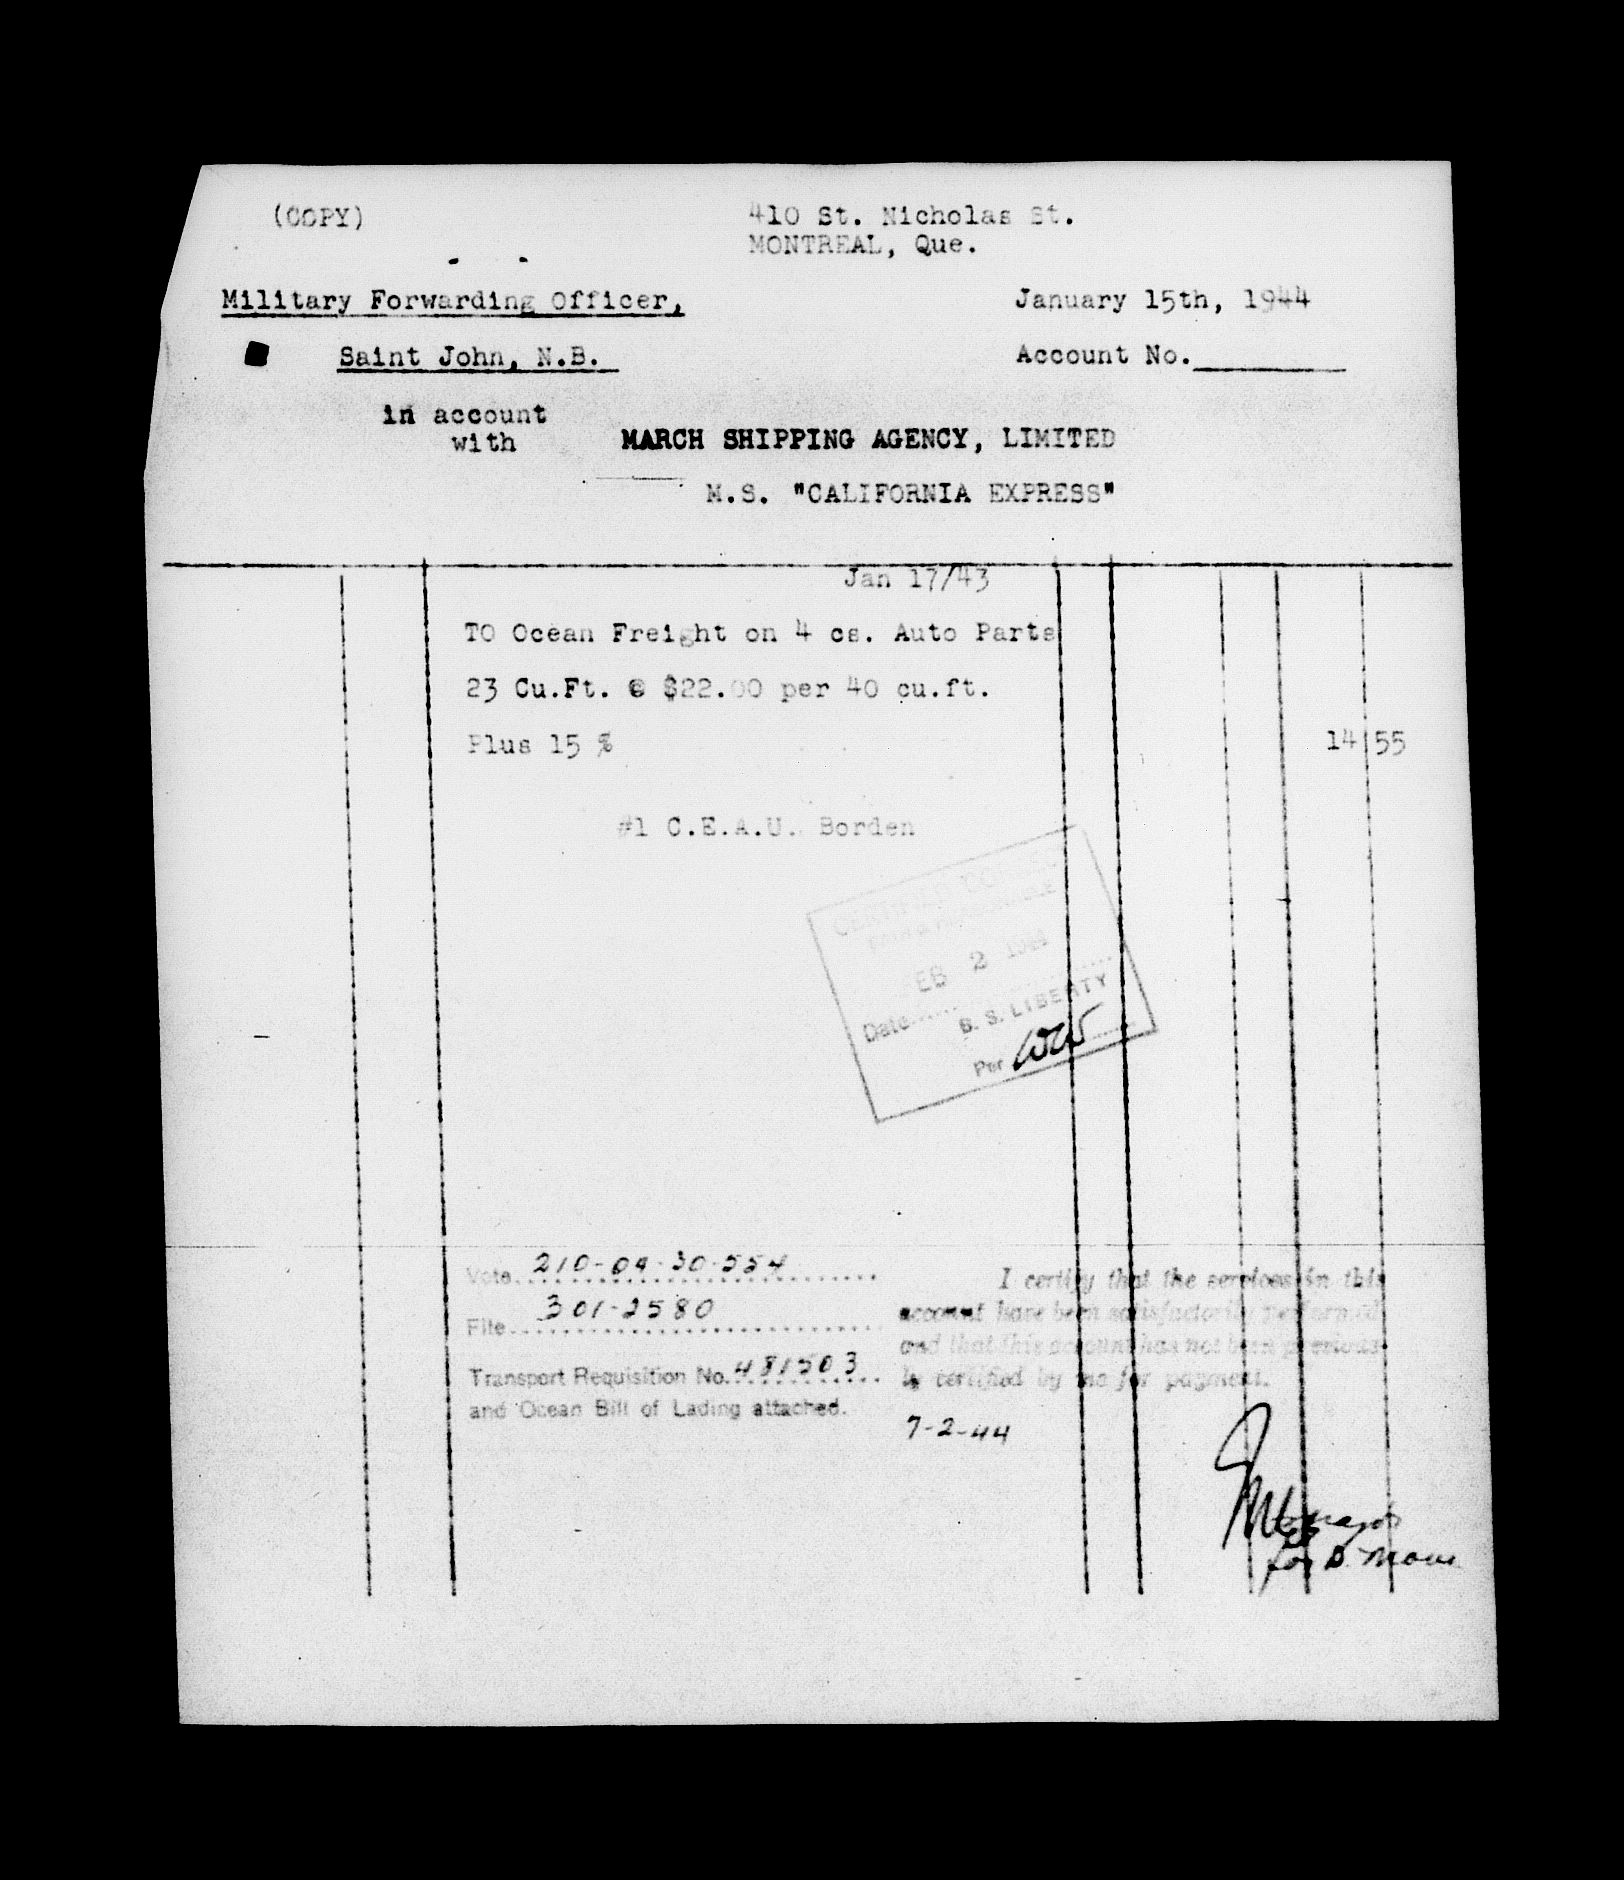 (COPY)
410 St. Nicholas St.
MONTREAL, Que.
Military Forwarding Officer,
January 15th, 1944
Saint John, N.B.
Account No.
in account
with
MARCH SHIPPING AGENCY, LIMITED
M.S. "CALIFORNIA EXPRESS"
Jan 17/43
TO Ocean Freight on 4 cs. Auto Parts
23 Cu.Ft. @ $22.00 per 40 cu.ft.
Plus 15 %
14 55
#1 C.E.A.U. Borden
CERTIFIED
FEB 2 1944
Date
S. S. LIBERTY
Per WW
Vote 210-04-30-554
File 301-2580
Transport Requisition No. 481503
and Ocean Bill of Lading attached.
I certify that the services in this
account have been satisfactorily performed
and that this account has not been previous-
ly certified by me for payment.
7-2-44
for D.